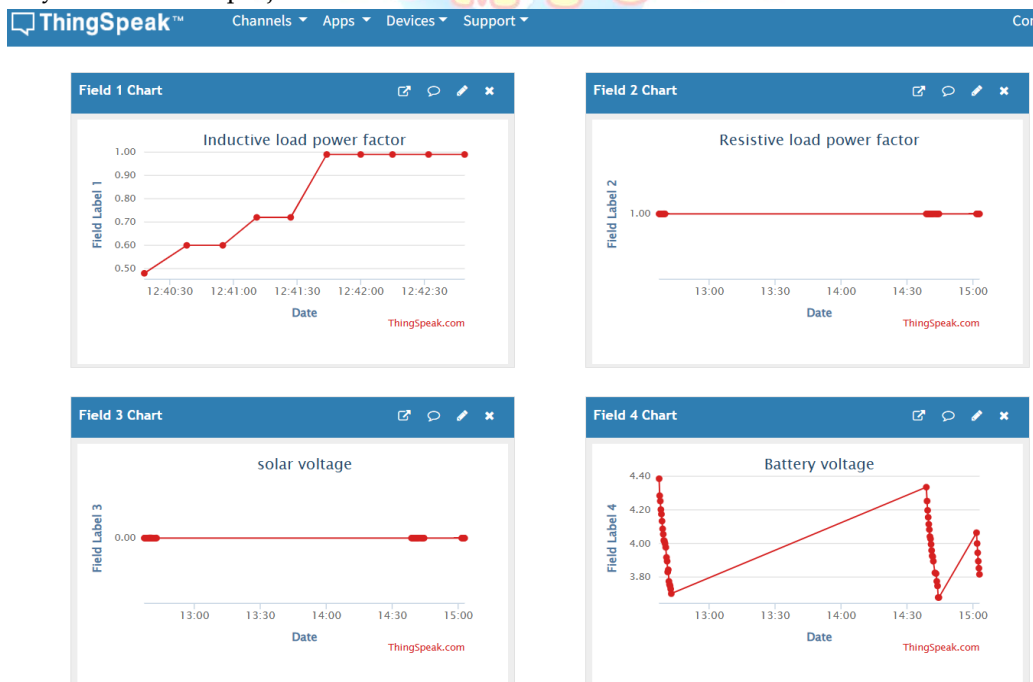 ThingSpeak™ Channels Apps Devices Support
Field 1 Chart
Inductive load power factor
Field Label 1
1.00
0.90
0.80
0.70
0.60
0.50
12:40:30 12:41:00 12:41:30 12:42:00 12:42:30
Date
ThingSpeak.com
Field 2 Chart
Resistive load power factor
Field Label 2
1.00
13:00 13:30 14:00 14:30 15:00
Date
ThingSpeak.com
Field 3 Chart
solar voltage
Field Label 3
0.00
13:00 13:30 14:00 14:30 15:00
Date
ThingSpeak.com
Field 4 Chart
Battery voltage
Field Label 4
4.40
4.20
4.00
3.80
13:00 13:30 14:00 14:30 15:00
Date
ThingSpeak.com